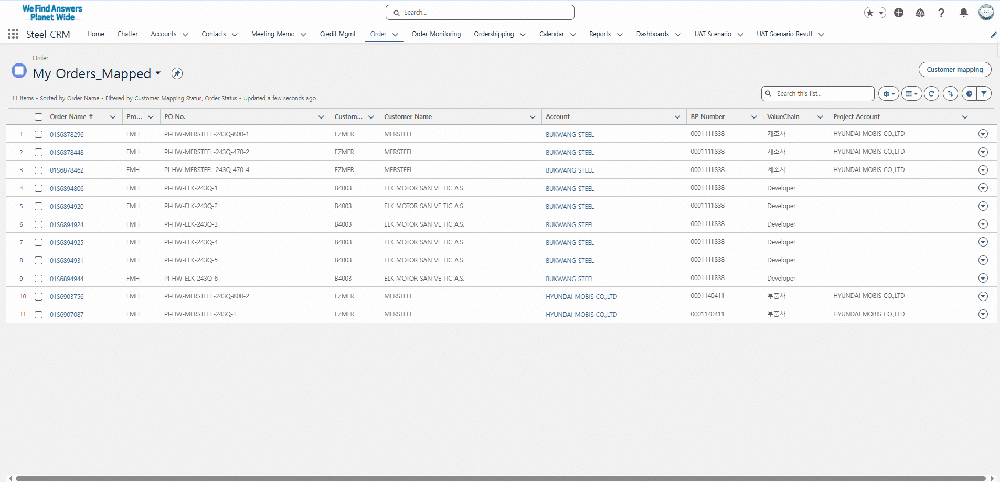 We Find Answers
Planet-Wide
Search...
Steel CRM Home Chatter Accounts Contacts Meeting Memo Credit Mgmt. Order Order Monitoring Ordershipping Calendar Reports Dashboards UAT Scenario UAT Scenario Result
Order
My Orders_Mapped
Customer mapping
11 items • Sorted by Order Name • Filtered by Customer Mapping Status, Order Status • Updated a few seconds ago
Search this list...
Order Name ↑ Pro... PO No. Custom... Customer Name Account BP Number ValueChain Project Account
1 01S6878296 FMH PI-HW-MERSTEEL-243Q-800-1 EZMER MERSTEEL BUKWANG STEEL 0001111838 제조사 HYUNDAI MOBIS CO.,LTD
2 01S6878448 FMH PI-HW-MERSTEEL-243Q-470-2 EZMER MERSTEEL BUKWANG STEEL 0001111838 제조사 HYUNDAI MOBIS CO.,LTD
3 01S6878462 FMH PI-HW-MERSTEEL-243Q-470-4 EZMER MERSTEEL BUKWANG STEEL 0001111838 제조사 HYUNDAI MOBIS CO.,LTD
4 01S6894806 FMH PI-HW-ELK-243Q-1 B4003 ELK MOTOR SAN VE TIC A.S. BUKWANG STEEL 0001111838 Developer
5 01S6894920 FMH PI-HW-ELK-243Q-2 B4003 ELK MOTOR SAN VE TIC A.S. BUKWANG STEEL 0001111838 Developer
6 01S6894924 FMH PI-HW-ELK-243Q-3 B4003 ELK MOTOR SAN VE TIC A.S. BUKWANG STEEL 0001111838 Developer
7 01S6894925 FMH PI-HW-ELK-243Q-4 B4003 ELK MOTOR SAN VE TIC A.S. BUKWANG STEEL 0001111838 Developer
8 01S6894931 FMH PI-HW-ELK-243Q-5 B4003 ELK MOTOR SAN VE TIC A.S. BUKWANG STEEL 0001111838 Developer
9 01S6894944 FMH PI-HW-ELK-243Q-6 B4003 ELK MOTOR SAN VE TIC A.S. BUKWANG STEEL 0001111838 Developer
10 01S6903756 FMH PI-HW-MERSTEEL-243Q-800-2 EZMER MERSTEEL HYUNDAI MOBIS CO.,LTD 0001140411 부품사 HYUNDAI MOBIS CO.,LTD
11 01S6907087 FMH PI-HW-MERSTEEL-243Q-T EZMER MERSTEEL HYUNDAI MOBIS CO.,LTD 0001140411 부품사 HYUNDAI MOBIS CO.,LTD